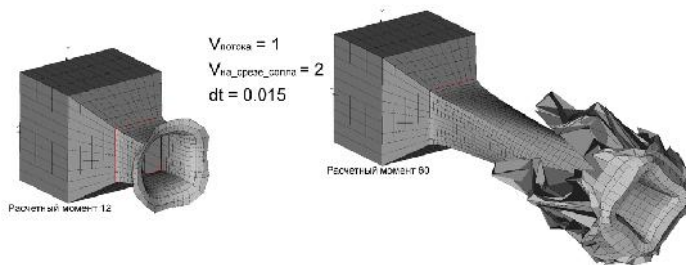 Vпотока = 1
Vна_срезе_сопла = 2
dt = 0.015
Расчетный момент 12
Расчетный момент 60